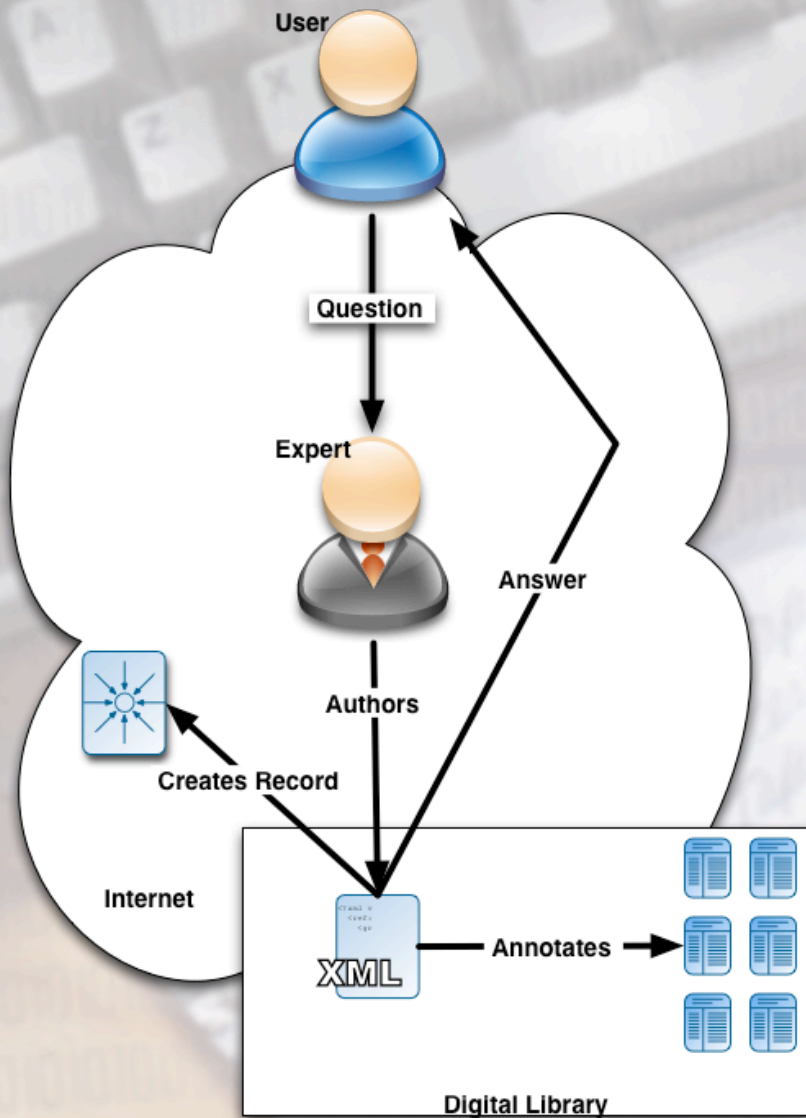 User
Question
Expert
Answer
Authors
Creates Record
Internet
XML
Annotates
Digital Library